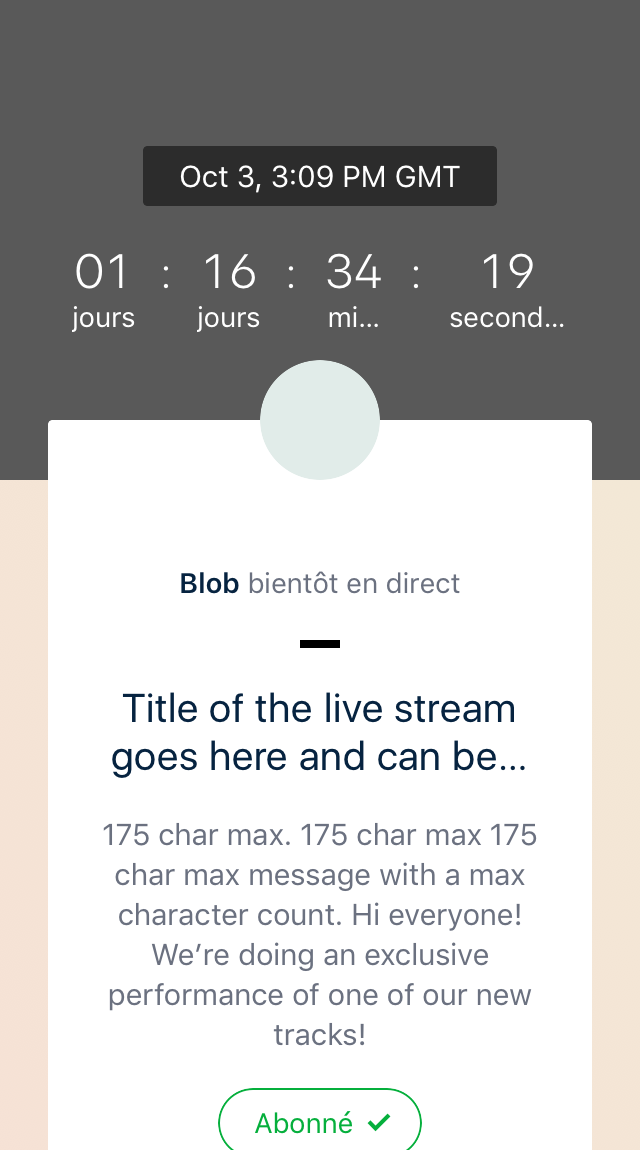 Oct 3, 3:09 PM GMT
01 : 16 : 34 : 19
jours jours mi... second...
Blob bientôt en direct
Title of the live stream
goes here and can be...
175 char max. 175 char max 175
char max message with a max
character count. Hi everyone!
We’re doing an exclusive
performance of one of our new
tracks!
Abonné